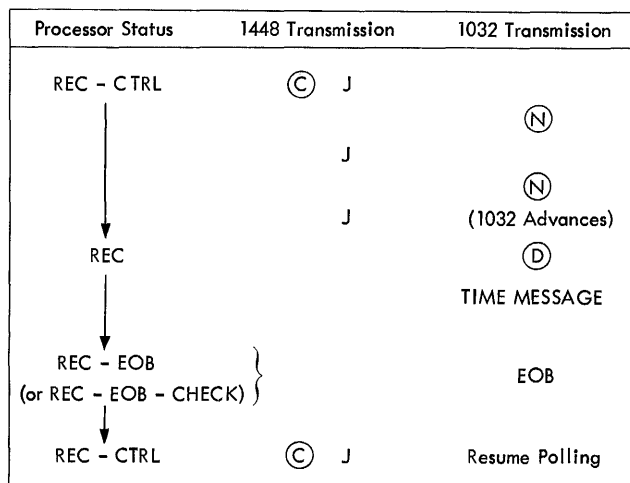 Processor Status 1448 Transmission 1032 Transmission
REC - CTRL Ⓒ J
Ⓝ
J
Ⓝ
J (1032 Advances)
REC Ⓓ
TIME MESSAGE
REC - EOB
EOB
(or REC - EOB - CHECK)
REC - CTRL Ⓒ J Resume Polling